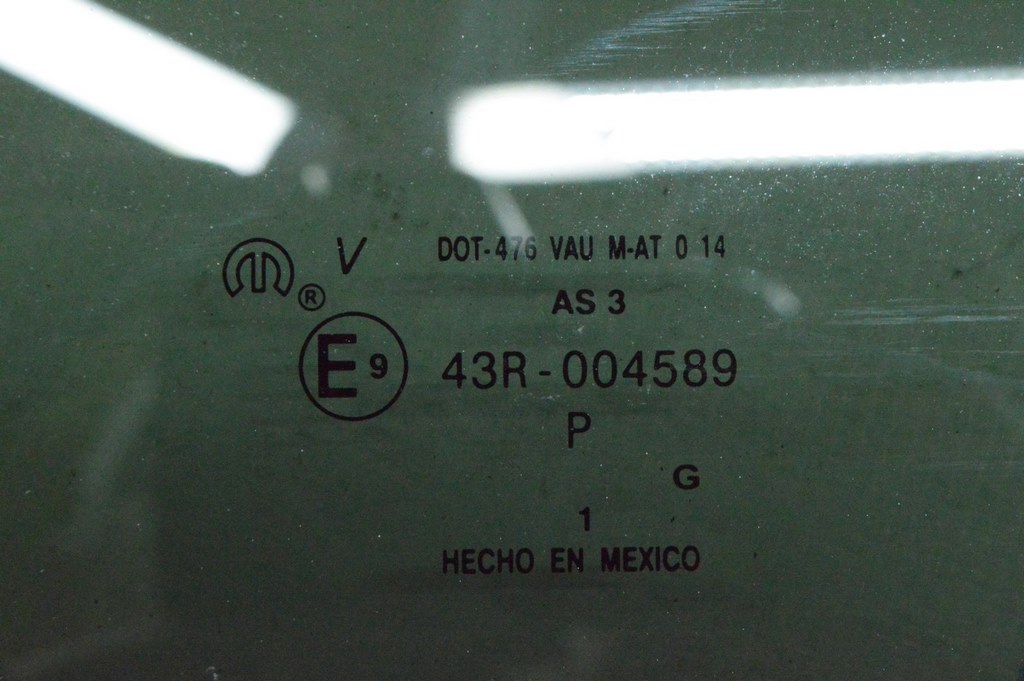 ® V DOT-476 VAU M-AT 0 14
AS 3
E 9 43R-004589
P
G
1
HECHO EN MEXICO